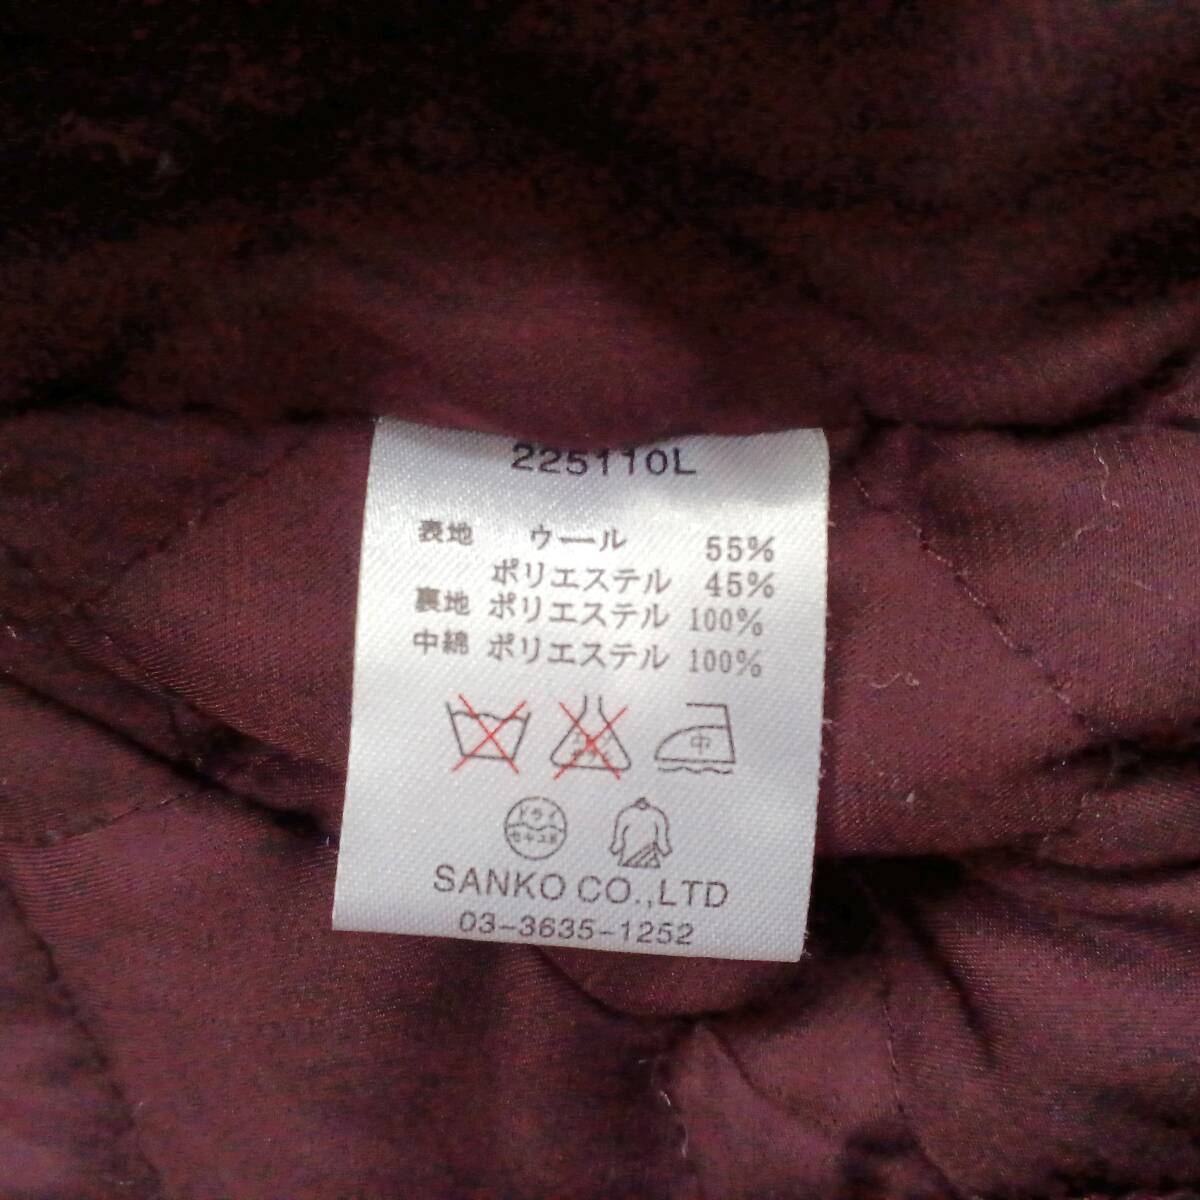 225110L
表地 ウール 55%
ポリエステル 45%
裏地 ポリエステル 100%
中綿 ポリエステル 100%
中
ドライ
セキユ系
SANKO CO.,LTD
03-3635-1252